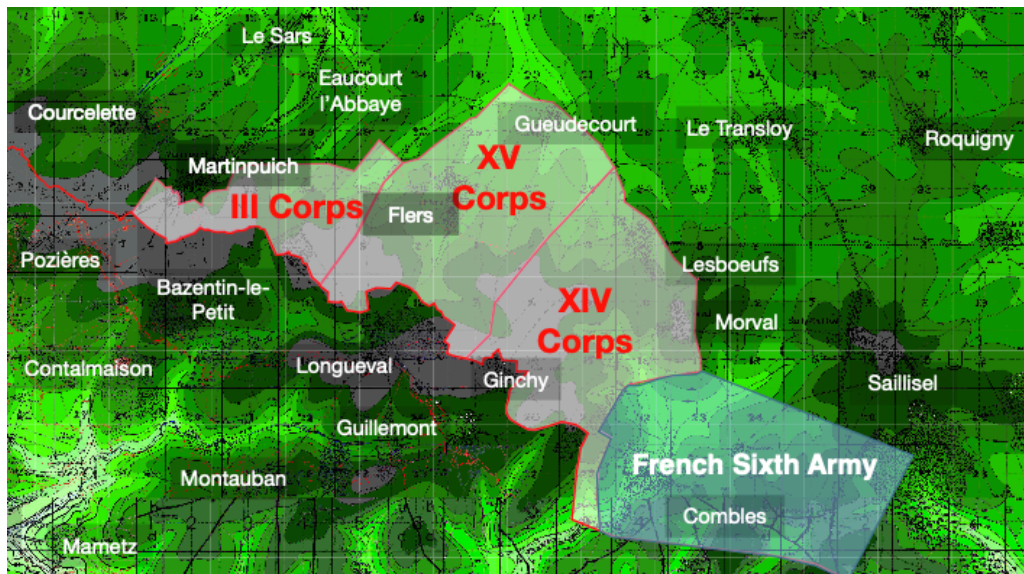 Le Sars
Eaucourt
l'Abbaye
Courcelette
Gueudecourt
Le Transloy
Roquigny
Martinpuich
XV
Corps
III Corps
Flers
Pozières
Lesboeufs
Bazentin-le-
Petit
XIV
Corps
Morval
Contalmaison
Longueval
Ginchy
Saillisel
Guillemont
French Sixth Army
Montauban
Combles
Mametz